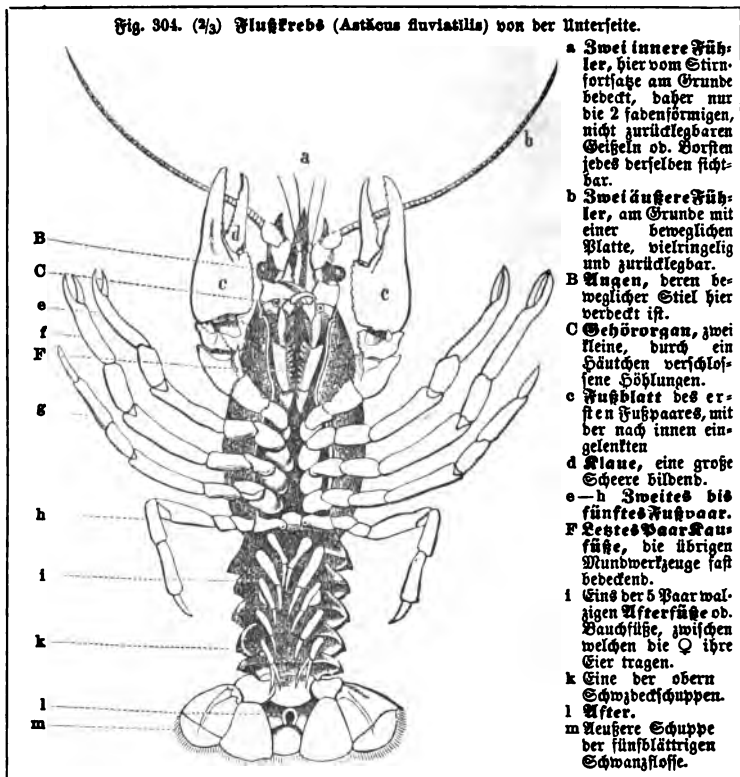 Fig. 304. (2/3) Flußkrebs (Astăcus fluviatilis) von der Unterseite.
a Zwei innere Füh-
ler, hier vom Stirn-
fortsatze am Grunde
bedeckt, daher nur
die 2 fadenförmigen,
nicht zurücklegbaren
Geißeln od. Borsten
jedes derselben sicht-
bar.
b Zwei äußere Füh-
ler, am Grunde mit
einer beweglichen
Platte, vielringelig
und zurücklegbar.
B Augen, deren be-
weglicher Stiel hier
verdeckt ist.
C Gehörorgan, zwei
kleine, durch ein
Häutchen verschlos-
sene Höhlungen.
c Fußblatt des er-
sten Fußpaares, mit
der nach innen ein-
gelenkten
d Klaue, eine große
Scheere bildend.
e—h Zweites bis
fünftes Fußpaar.
F Letztes Paar Kau-
füße, die übrigen
Mundwerkzeuge fast
bedeckend.
i Eins der 5 Paar wal-
zigen Afterfüße od.
Bauchfüße, zwischen
welchen die ♀ ihre
Eier tragen.
k Eine der obern
Schwzdeckschuppen.
l After.
m Aeußere Schuppe
der fünfblättrigen
Schwanzflosse.
a
b
d
B
C
c
c
e
f
F
g
h
i
k
l
m